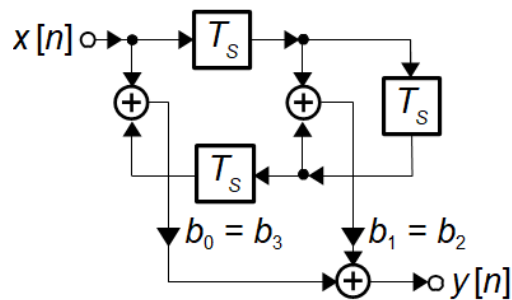 x[n]
T_S
T_S
+
+
T_S
b_0 = b_3
b_1 = b_2
+
y[n]